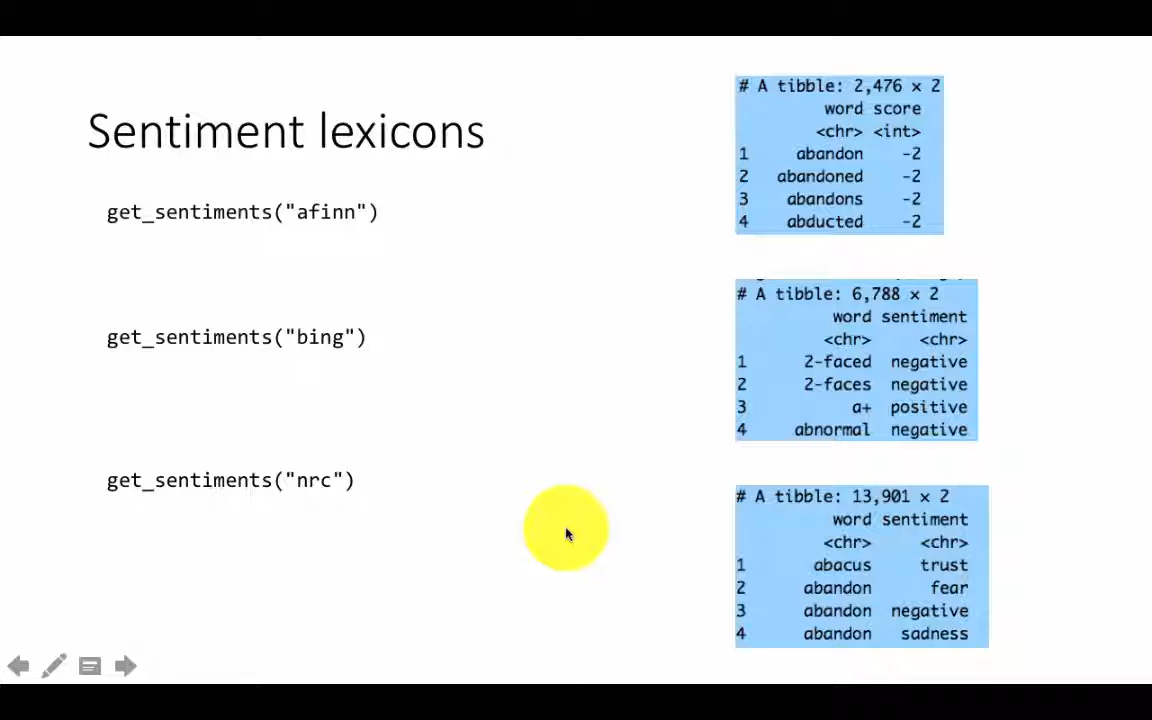 Sentiment lexicons
get_sentiments("afinn")
# A tibble: 2,476 × 2
word score
<chr> <int>
1 abandon -2
2 abandoned -2
3 abandons -2
4 abducted -2
get_sentiments("bing")
# A tibble: 6,788 × 2
word sentiment
<chr> <chr>
1 2-faced negative
2 2-faces negative
3 a+ positive
4 abnormal negative
get_sentiments("nrc")
# A tibble: 13,901 × 2
word sentiment
<chr> <chr>
1 abacus trust
2 abandon fear
3 abandon negative
4 abandon sadness